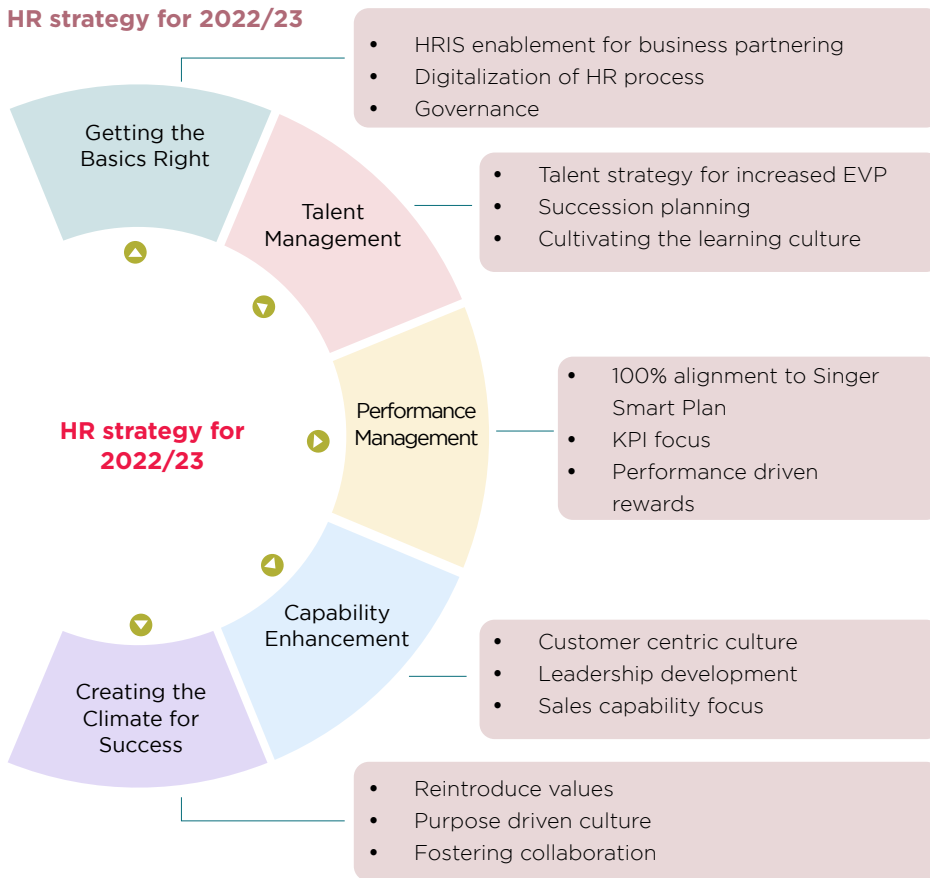 HR strategy for 2022/23
• HRIS enablement for business partnering
• Digitalization of HR process
• Governance
Getting the
Basics Right
• Talent strategy for increased EVP
• Succession planning
• Cultivating the learning culture
Talent
Management
• 100% alignment to Singer
Smart Plan
• KPI focus
• Performance driven
rewards
Performance
Management
HR strategy for
2022/23
Capability
Enhancement
• Customer centric culture
• Leadership development
• Sales capability focus
Creating the
Climate for
Success
• Reintroduce values
• Purpose driven culture
• Fostering collaboration